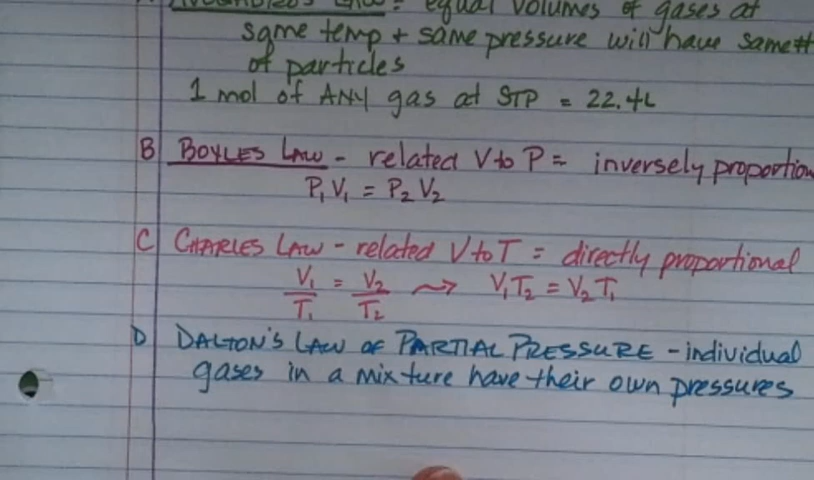 = equal volumes of gases at
same temp + same pressure will have same #
of particles
1 mol of ANY gas at STP = 22.4L
B BOYLES LAW - related V to P = inversely proportion
P₁V₁ = P₂V₂
C CHARLES LAW - related V to T = directly proportional
V₁/T₁ = V₂/T₂ ⇝ V₁T₂ = V₂T₁
D DALTON'S LAW OF PARTIAL PRESSURE - individual
gases in a mixture have their own pressures